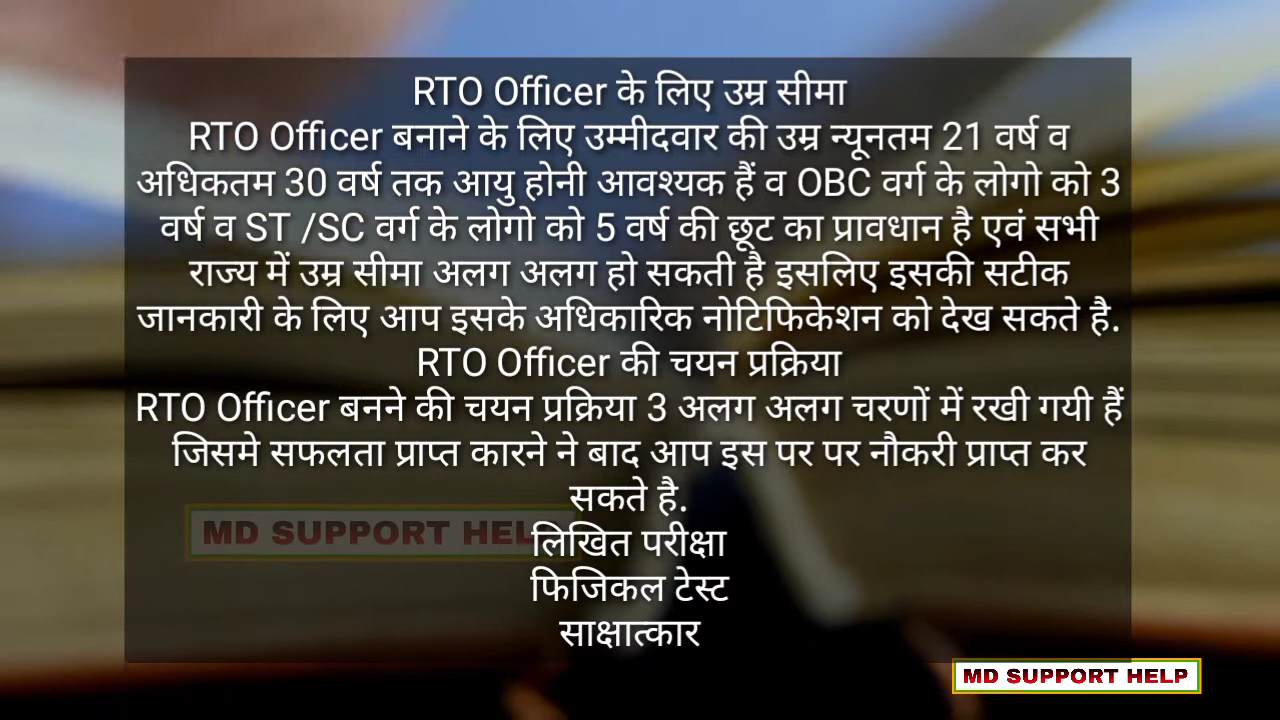 RTO Officer के लिए उम्र सीमा
RTO Officer बनाने के लिए उम्मीदवार की उम्र न्यूनतम 21 वर्ष व
अधिकतम 30 वर्ष तक आयु होनी आवश्यक हैं व OBC वर्ग के लोगो को 3
वर्ष व ST /SC वर्ग के लोगो को 5 वर्ष की छूट का प्रावधान है एवं सभी
राज्य में उम्र सीमा अलग अलग हो सकती है इसलिए इसकी सटीक
जानकारी के लिए आप इसके अधिकारिक नोटिफिकेशन को देख सकते है.
RTO Officer की चयन प्रक्रिया
RTO Officer बनने की चयन प्रक्रिया 3 अलग अलग चरणों में रखी गयी हैं
जिसमे सफलता प्राप्त कारने ने बाद आप इस पर पर नौकरी प्राप्त कर
सकते है.
MD SUPPORT HEL
लिखित परीक्षा
फिजिकल टेस्ट
साक्षात्कार
MD SUPPORT HELP